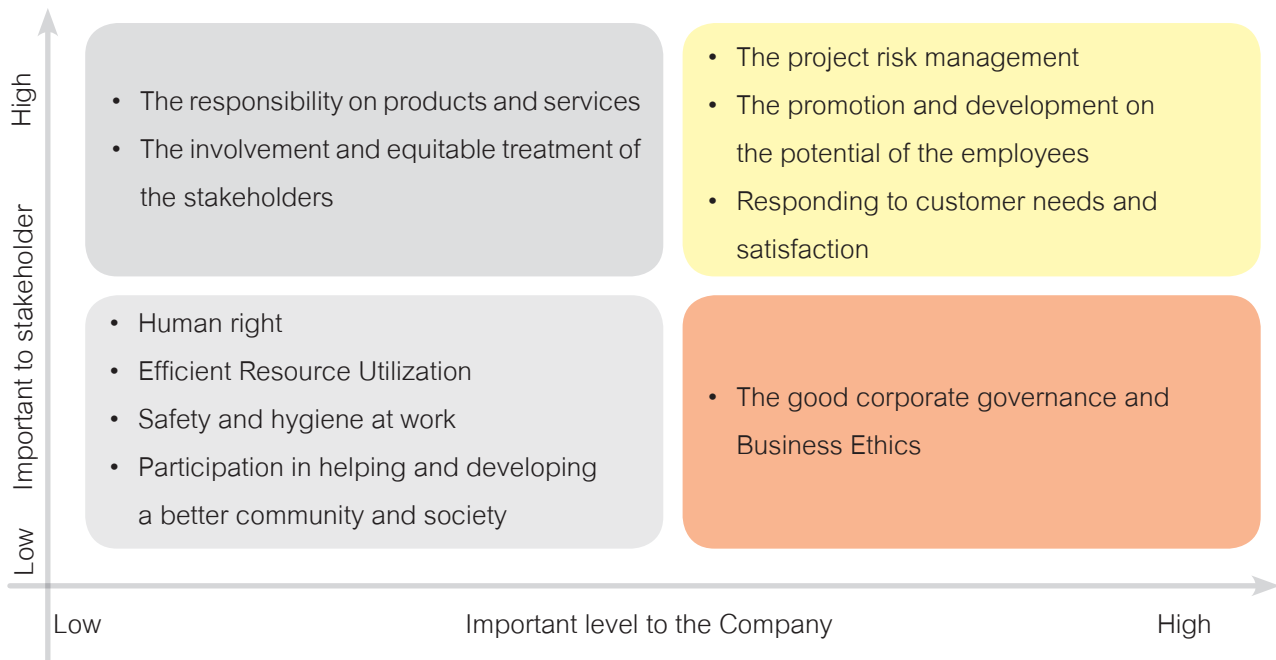 High
Important to stakeholder
Low
• The responsibility on products and services
• The involvement and equitable treatment of
the stakeholders
• The project risk management
• The promotion and development on
the potential of the employees
• Responding to customer needs and
satisfaction
• Human right
• Efficient Resource Utilization
• Safety and hygiene at work
• Participation in helping and developing
a better community and society
• The good corporate governance and
Business Ethics
Low
Important level to the Company
High